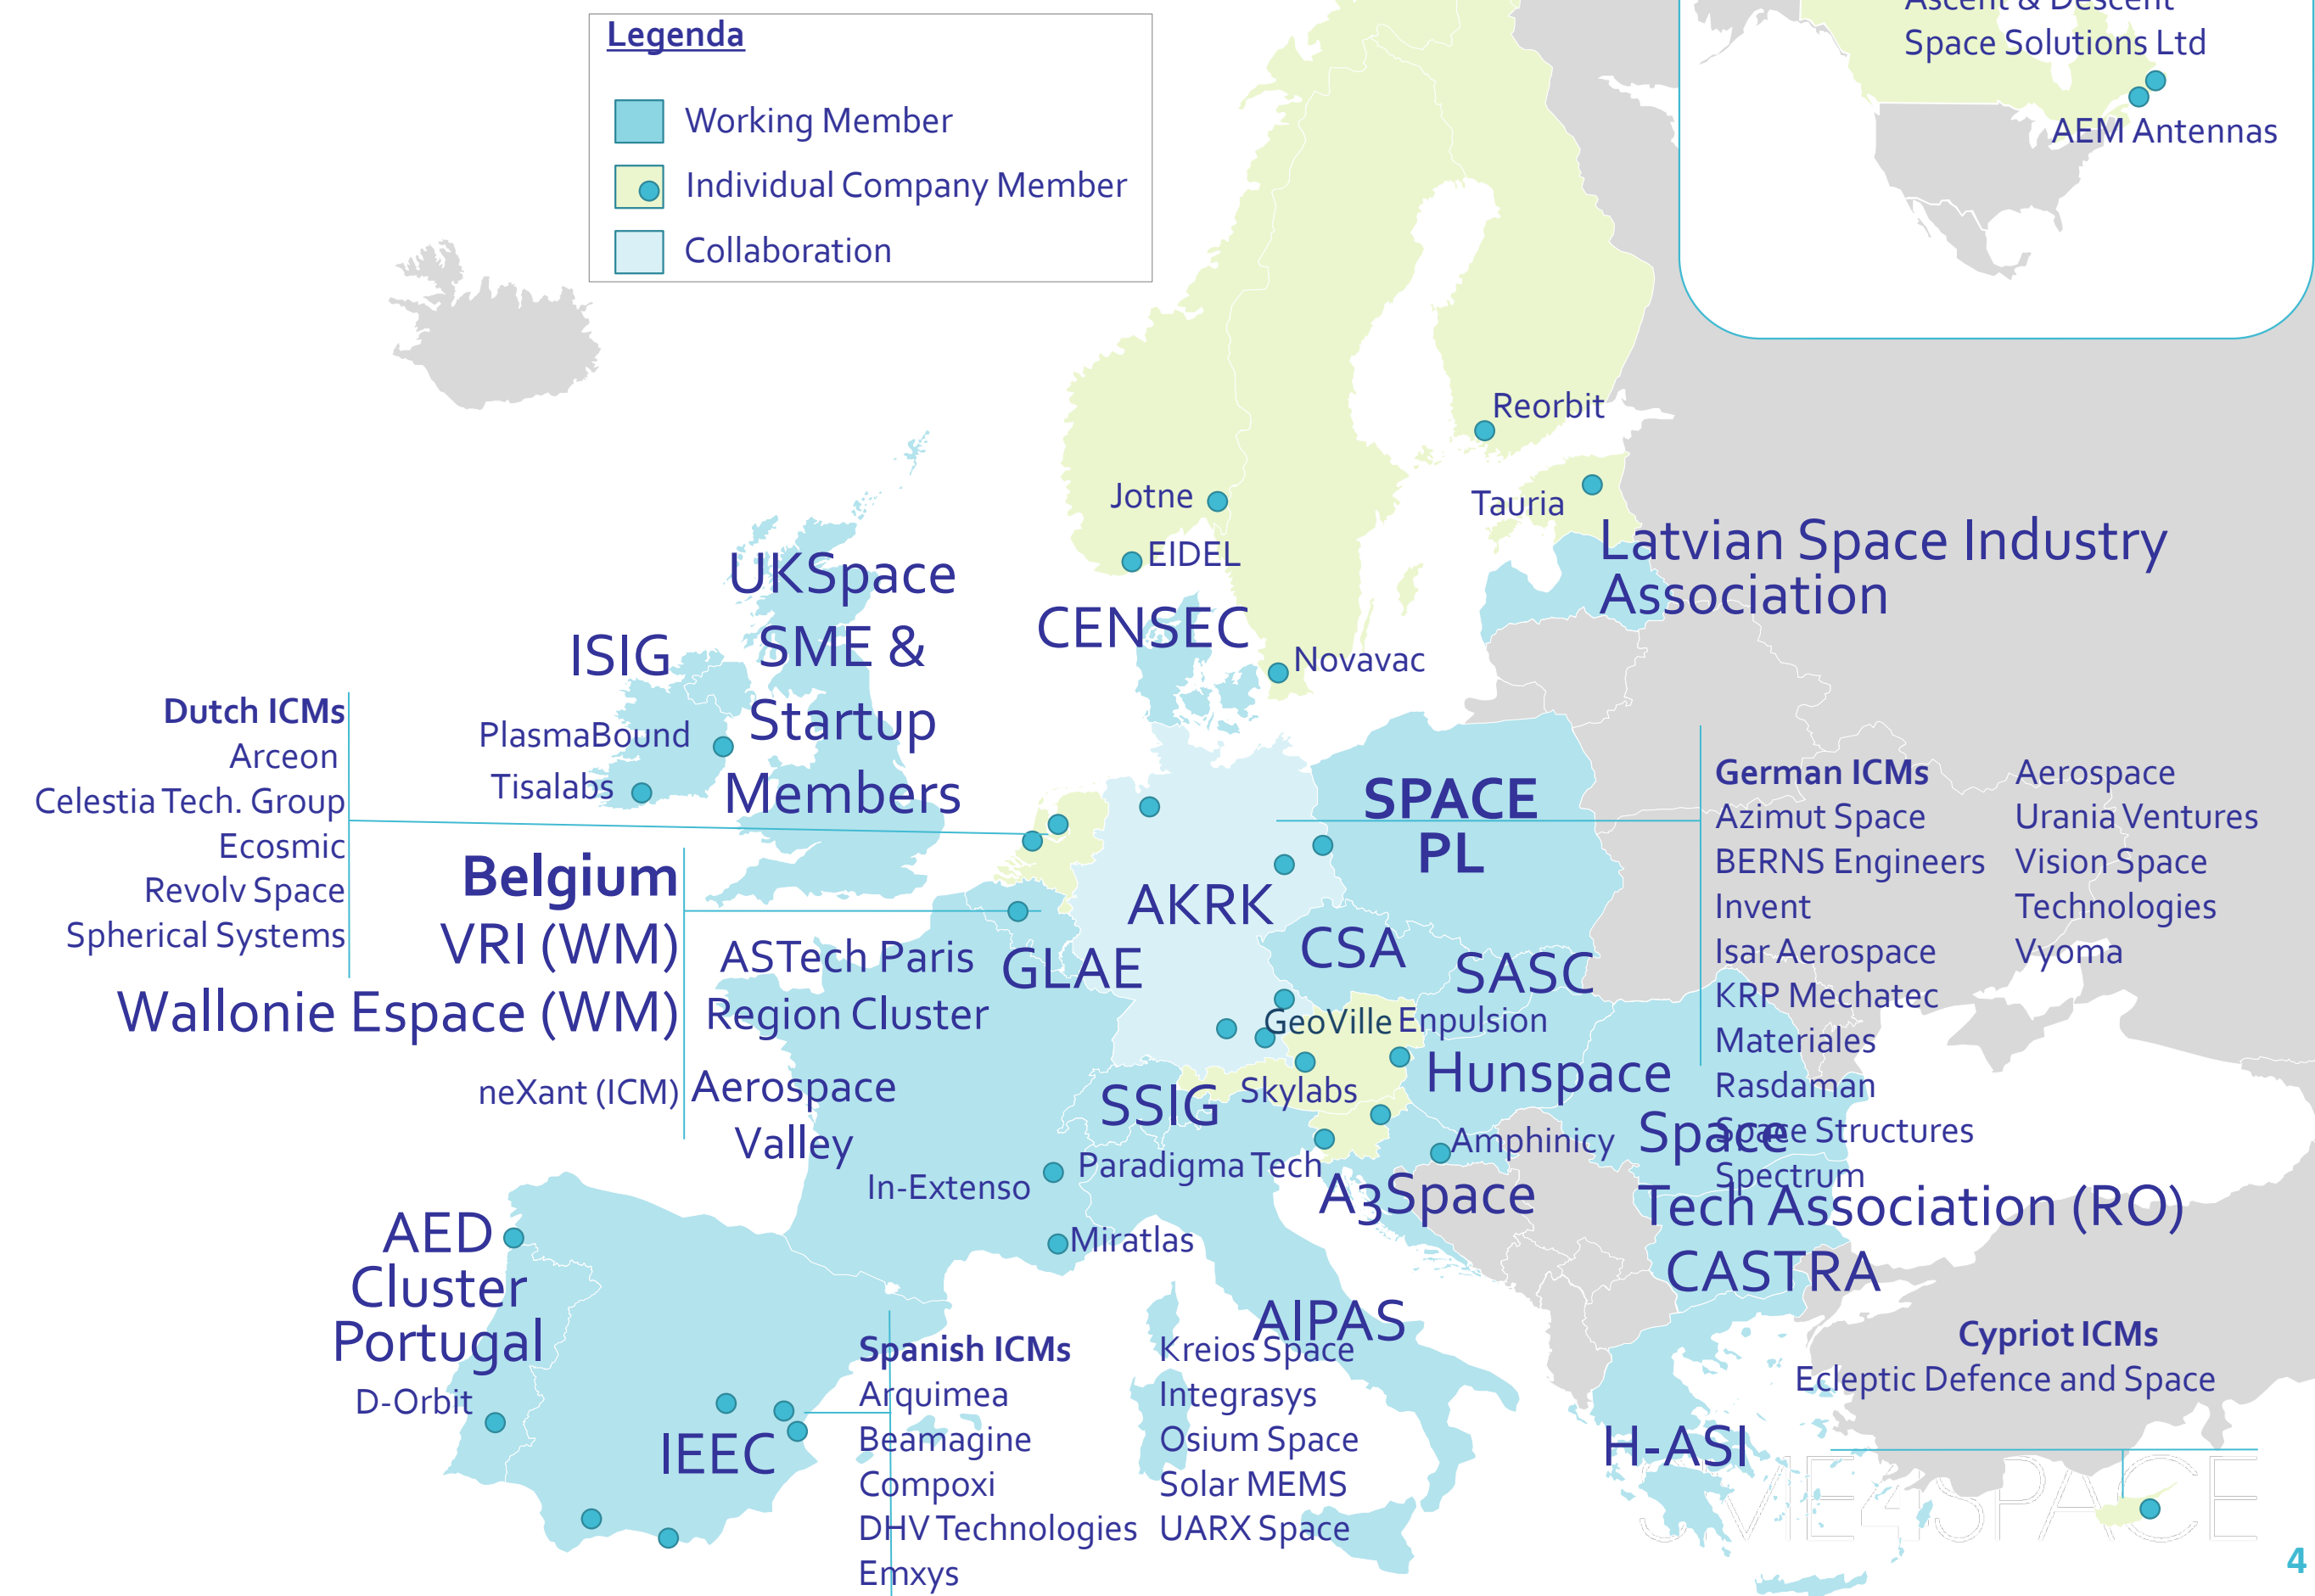 Legenda
Working Member
Individual Company Member
Collaboration
Ascent & Descent
Space Solutions Ltd
AEM Antennas
Reorbit
Jotne
Tauria
EIDEL
Latvian Space Industry
Association
UKSpace
SME &
Startup
Members
CENSEC
ISIG
Novavac
PlasmaBound
Tisalabs
Dutch ICMs
Arceon
Celestia Tech. Group
Ecosmic
Revolv Space
Spherical Systems
Belgium
VRI (WM)
Wallonie Espace (WM)
neXant (ICM)
SPACE
PL
German ICMs
Azimut Space
BERNS Engineers
Invent
Isar Aerospace
KRP Mechatec
Materiales
Rasdaman
Space Structures
Spectrum
Aerospace
Urania Ventures
Vision Space
Technologies
Vyoma
AKRK
CSA
SASC
ASTech Paris
Region Cluster
GLAE
GeoVille
Enpulsion
Hunspace
Aerospace
Valley
SSIG
Skylabs
Amphinicy
Space
Tech Association (RO)
In-Extenso
Paradigma Tech
A3Space
Miratlas
CASTRA
AED
Cluster
Portugal
D-Orbit
AIPAS
IEEC
Spanish ICMs
Arquimea
Beamagine
Compoxi
DHV Technologies
Emxys
Kreios Space
Integrasys
Osium Space
Solar MEMS
UARX Space
Cypriot ICMs
Ecleptic Defence and Space
H-ASI
SME4SPACE
4